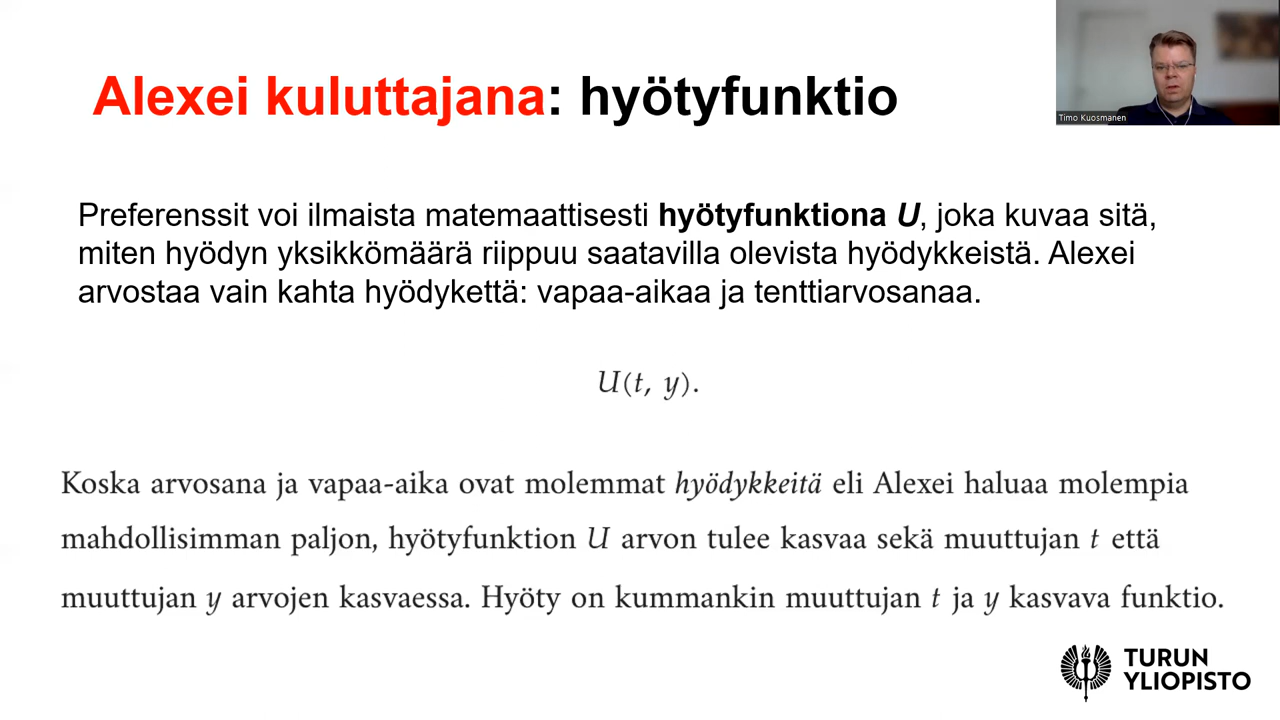 Alexei kuluttajana: hyötyfunktio
Timo Kuosmanen
Preferenssit voi ilmaista matemaattisesti hyötyfunktiona U, joka kuvaa sitä,
miten hyödyn yksikkömäärä riippuu saatavilla olevista hyödykkeistä. Alexei
arvostaa vain kahta hyödykettä: vapaa-aikaa ja tenttiarvosanaa.
U(t, y).
Koska arvosana ja vapaa-aika ovat molemmat hyödykkeitä eli Alexei haluaa molempia
mahdollisimman paljon, hyötyfunktion U arvon tulee kasvaa sekä muuttujan t että
muuttujan y arvojen kasvaessa. Hyöty on kummankin muuttujan t ja y kasvava funktio.
TURUN
YLIOPISTO